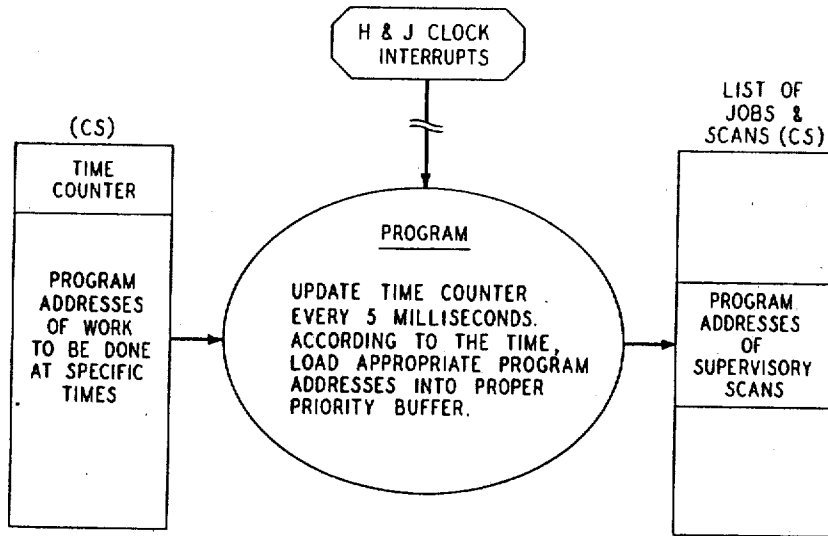 H & J CLOCK
INTERRUPTS
(CS)
TIME
COUNTER
PROGRAM
ADDRESSES
OF WORK
TO BE DONE
AT SPECIFIC
TIMES
PROGRAM
UPDATE TIME COUNTER
EVERY 5 MILLISECONDS.
ACCORDING TO THE TIME,
LOAD APPROPRIATE PROGRAM
ADDRESSES INTO PROPER
PRIORITY BUFFER.
LIST OF
JOBS &
SCANS (CS)
PROGRAM
ADDRESSES
OF
SUPERVISORY
SCANS